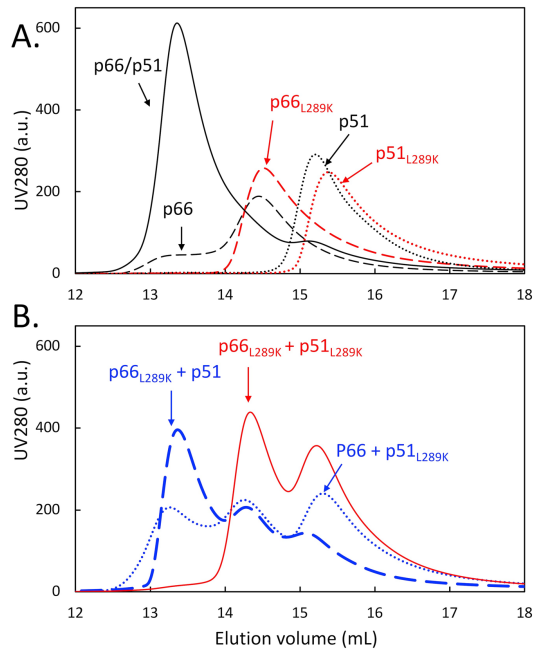 A.
600
400
200
0
UV280 (a.u.)
p66/p51
p66
p66L289K
p51
p51L289K
12 13 14 15 16 17 18
B.
600
400
200
0
UV280 (a.u.)
p66L289K + p51L289K
p66L289K + p51
P66 + p51L289K
12 13 14 15 16 17 18
Elution volume (mL)